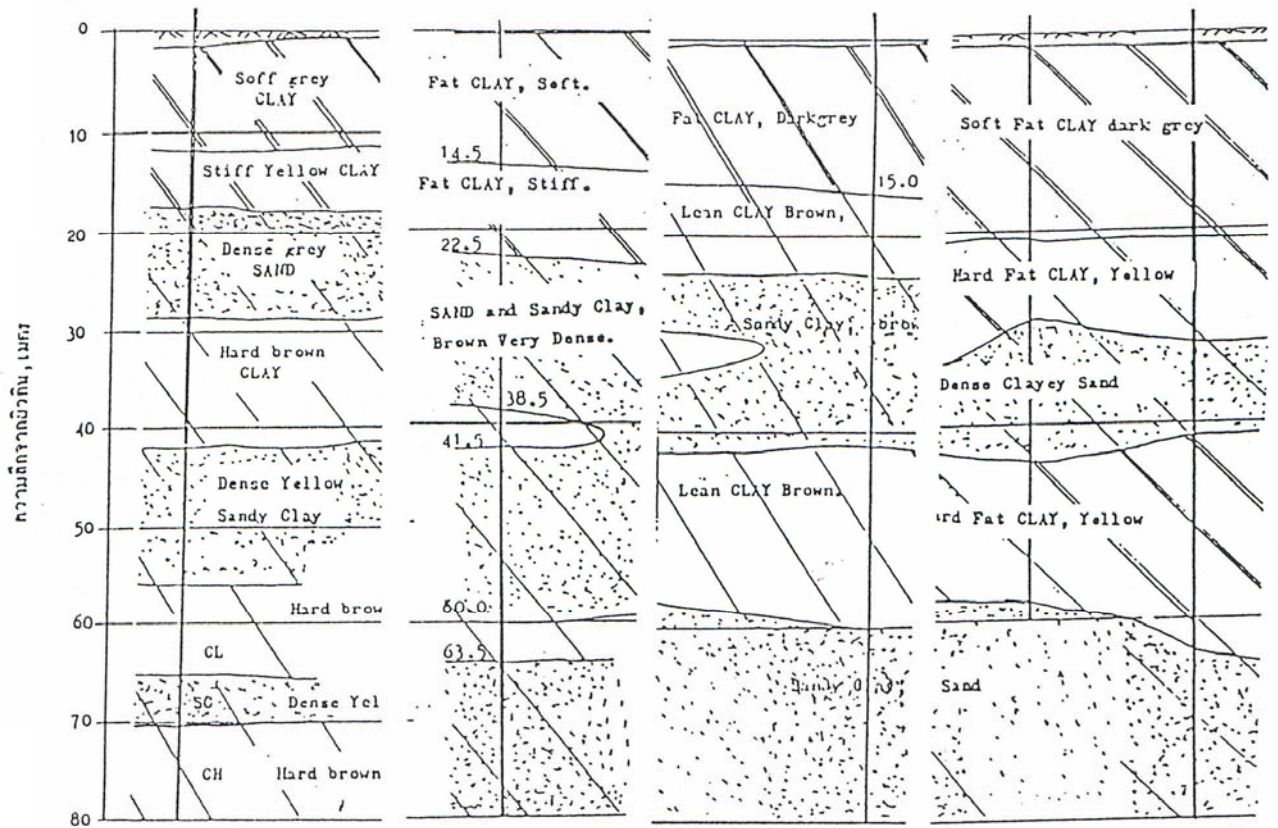 0
10
20
30
40
50
60
70
80
ความลึกจากผิวดิน, เมตร
Soff grey
CLAY
Stiff Yellow CLAY
Dense grey
SAND
Hard brown
CLAY
Dense Yellow
Sandy Clay
Hard brow
CL
SC
Dense Yel
CH
Hard brown
Fat CLAY, Soft.
14.5
Fat CLAY, Stiff.
22.5
SAND and Sandy Clay,
Brown Very Dense.
38.5
41.5
60.0
63.5
Fat CLAY, Darkgrey
15.0
Lean CLAY Brown,
Sandy Clay, brow
Lean CLAY Brown.
Sandy
Soft Fat CLAY dark grey
Hard Fat CLAY, Yellow
Dense Clayey Sand
ard Fat CLAY, Yellow
Sand